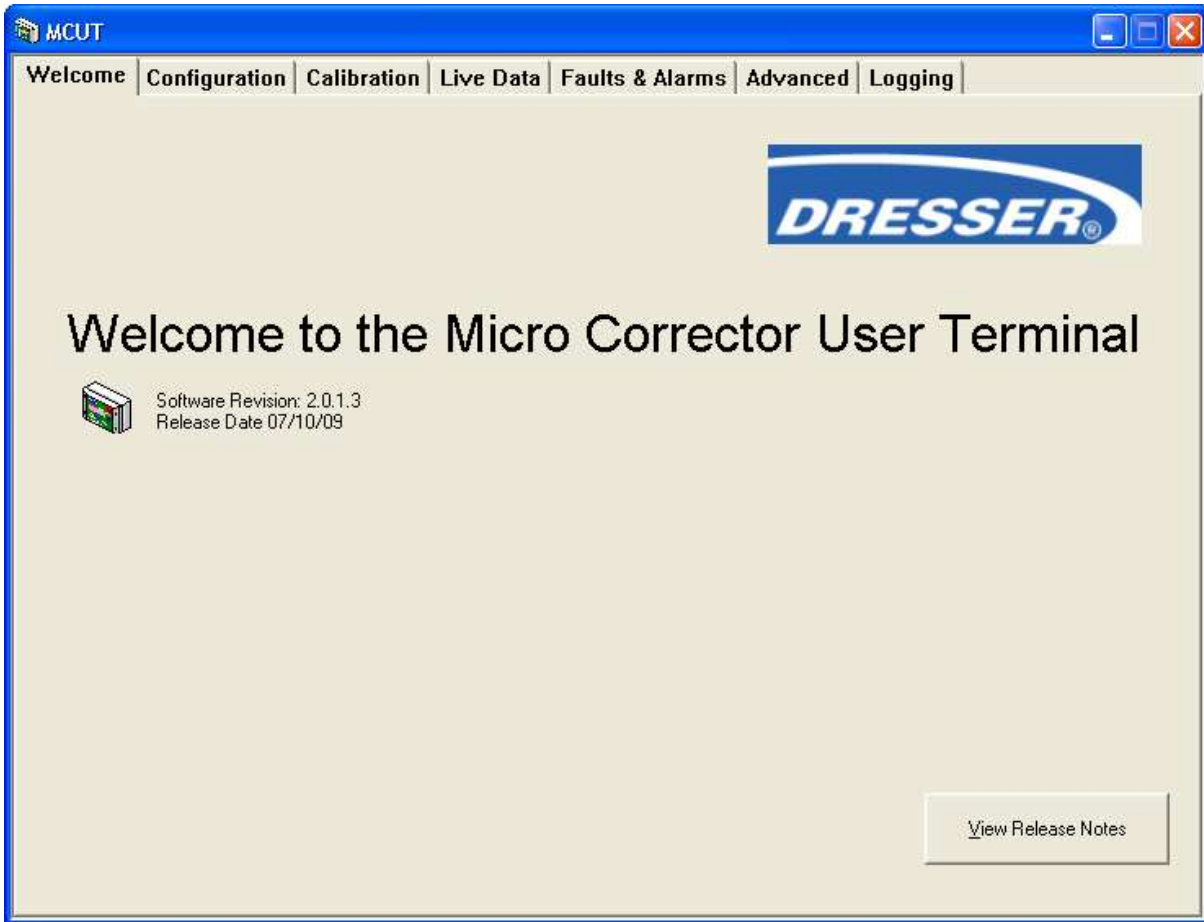 MCUT
Welcome Configuration Calibration Live Data Faults & Alarms Advanced Logging
DRESSER®
Welcome to the Micro Corrector User Terminal
Software Revision: 2.0.1.3
Release Date 07/10/09
View Release Notes